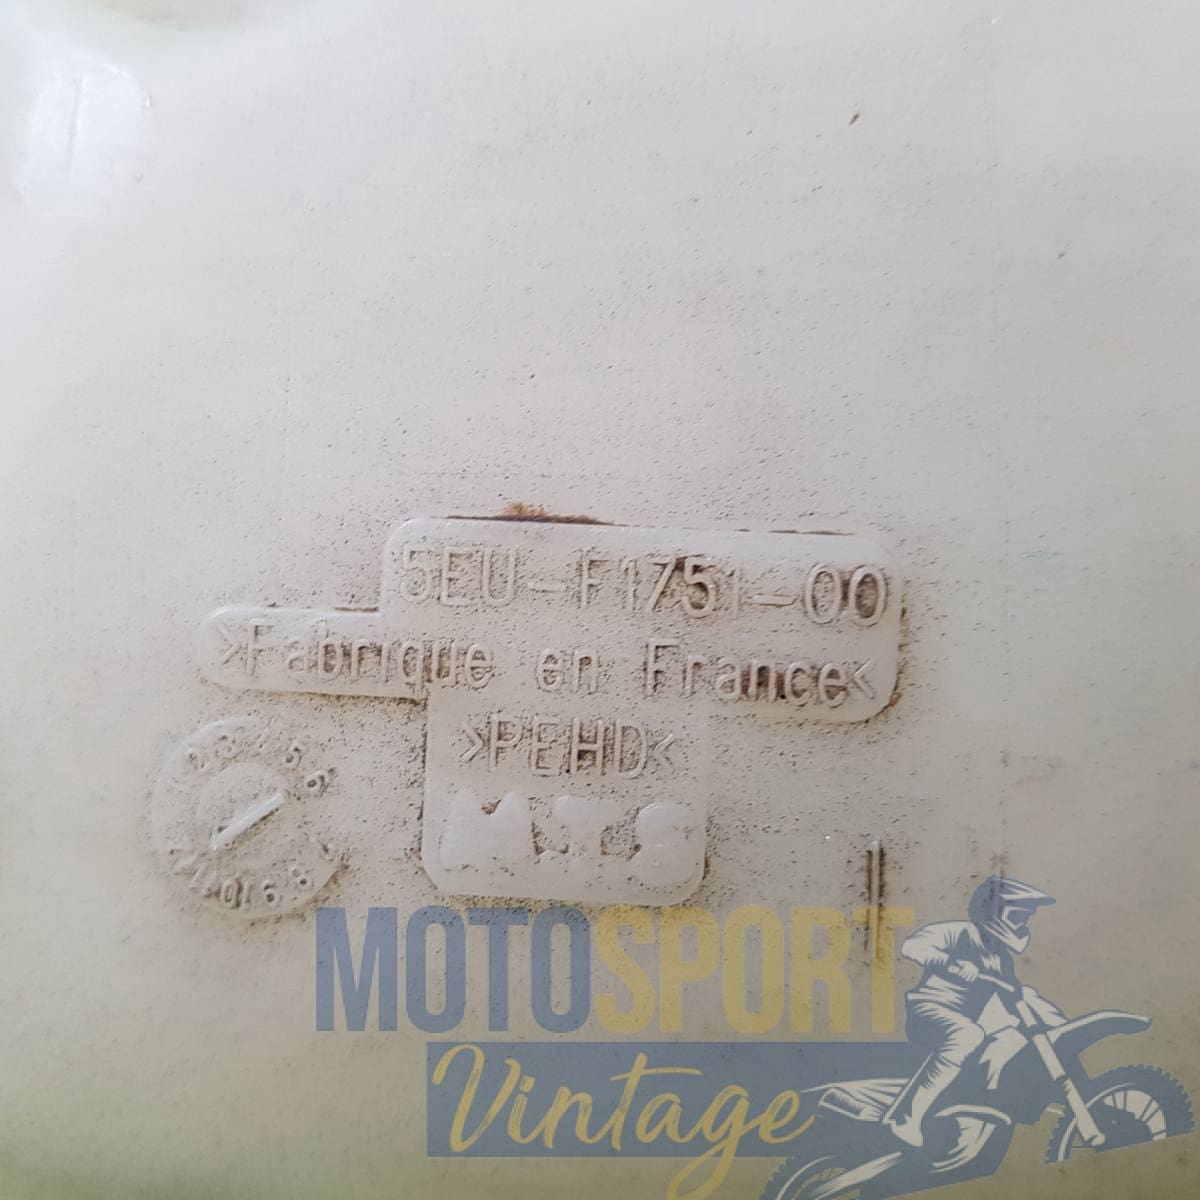 5EU-F1751-00
>Fabrique en France<
>PEHD<
MOTOSPORT
Vintage